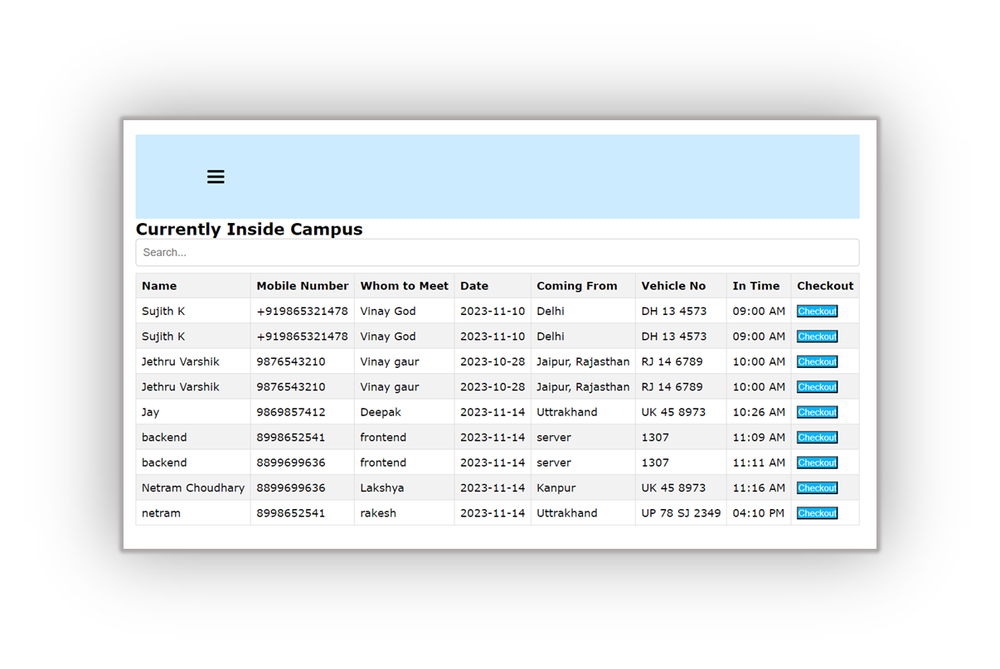 Currently Inside Campus
Search...
Name Mobile Number Whom to Meet Date Coming From Vehicle No In Time Checkout
Sujith K +919865321478 Vinay God 2023-11-10 Delhi DH 13 4573 09:00 AM Checkout
Sujith K +919865321478 Vinay God 2023-11-10 Delhi DH 13 4573 09:00 AM Checkout
Jethru Varshik 9876543210 Vinay gaur 2023-10-28 Jaipur, Rajasthan RJ 14 6789 10:00 AM Checkout
Jethru Varshik 9876543210 Vinay gaur 2023-10-28 Jaipur, Rajasthan RJ 14 6789 10:00 AM Checkout
Jay 9869857412 Deepak 2023-11-14 Uttrakhand UK 45 8973 10:26 AM Checkout
backend 8998652541 frontend 2023-11-14 server 1307 11:09 AM Checkout
backend 8899699636 frontend 2023-11-14 server 1307 11:11 AM Checkout
Netram Choudhary 8899699636 Lakshya 2023-11-14 Kanpur UK 45 8973 11:16 AM Checkout
netram 8998652541 rakesh 2023-11-14 Uttrakhand UP 78 SJ 2349 04:10 PM Checkout